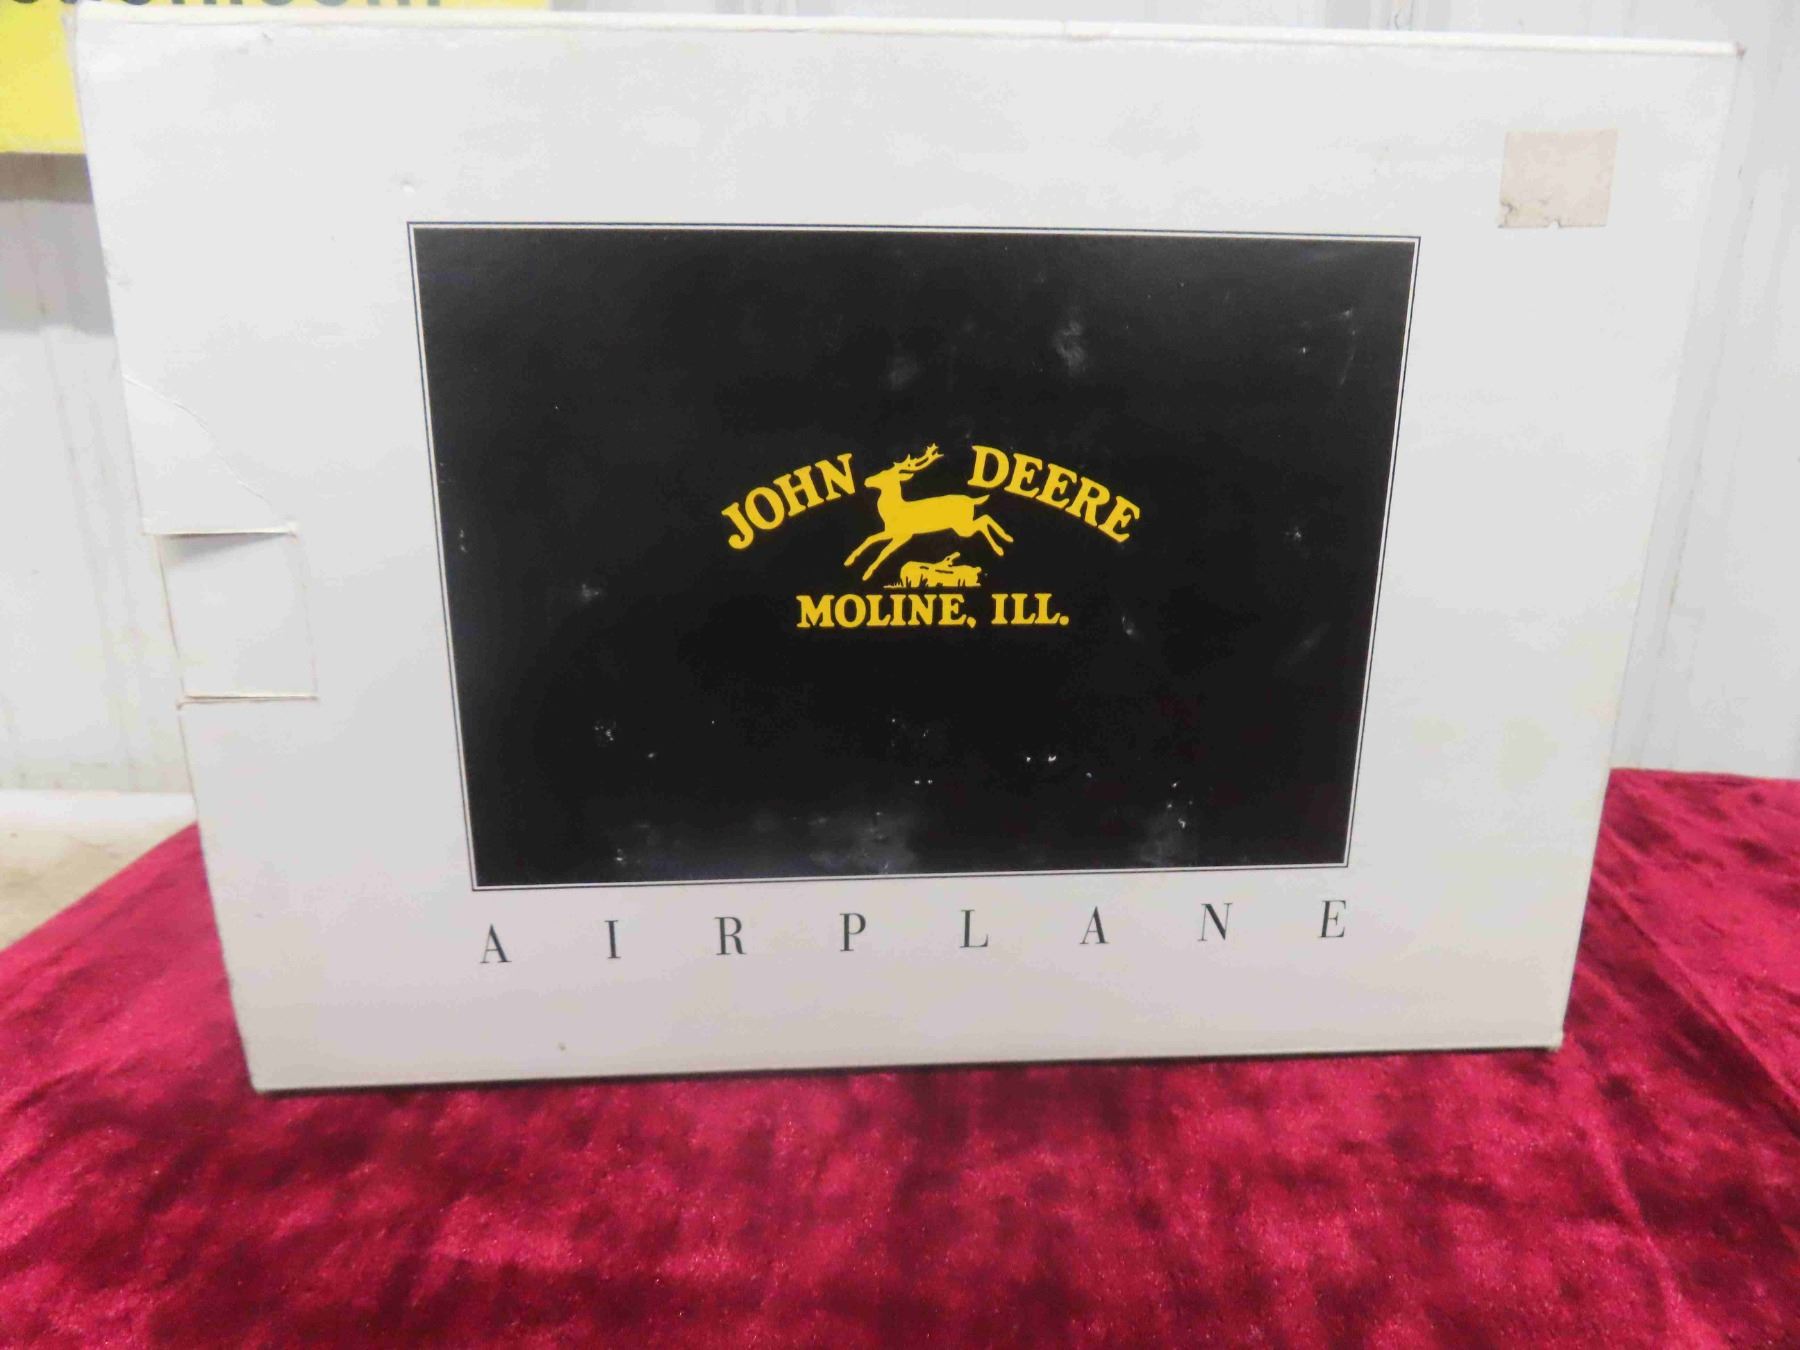 JOHN DEERE
MOLINE, ILL.
AIRPLANE